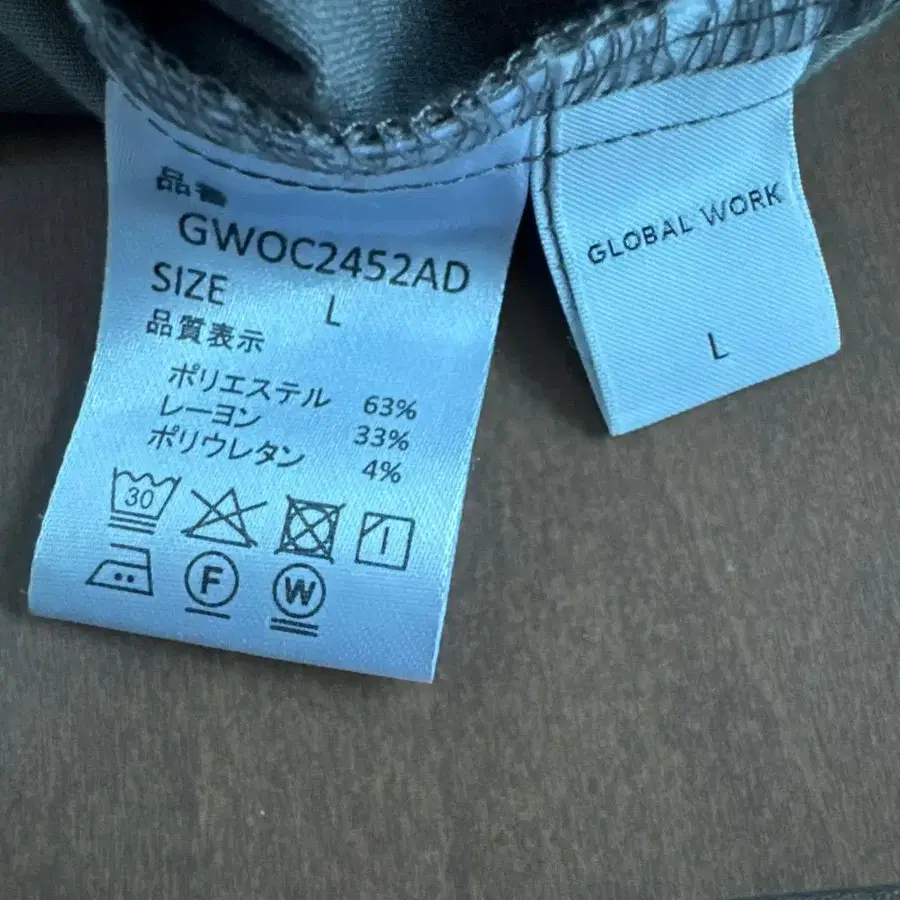 品番
GWOC2452AD
SIZE L
品質表示
ポリエステル 63%
レーヨン 33%
ポリウレタン 4%
30
F
W
GLOBAL WORK
L